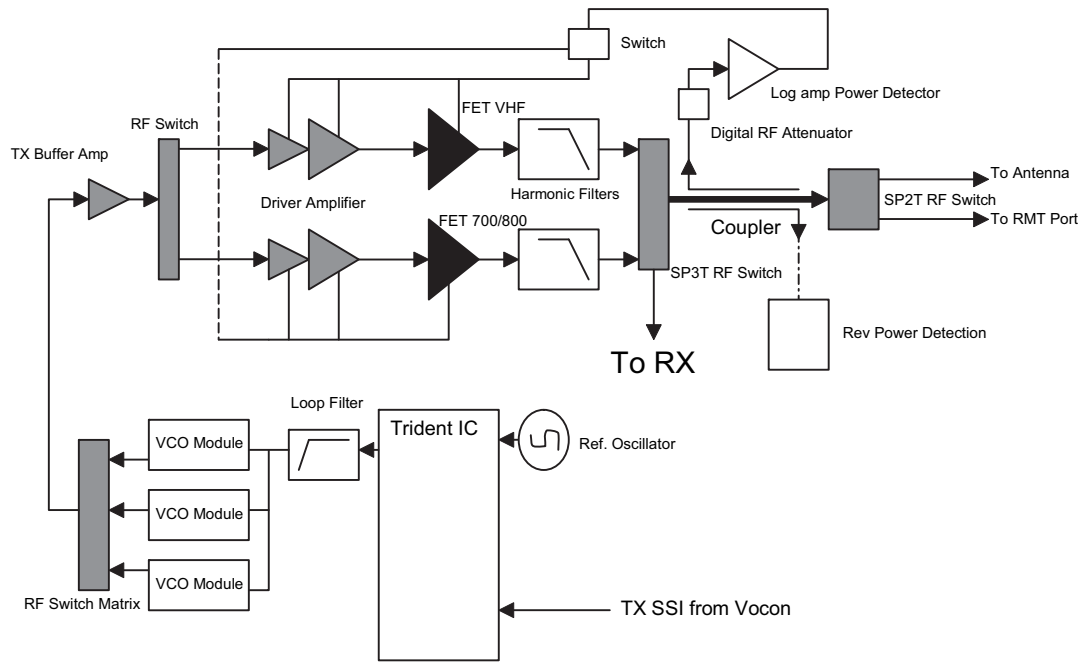 Switch
Log amp Power Detector
FET VHF
RF Switch
Digital RF Attenuator
TX Buffer Amp
To Antenna
Harmonic Filters
SP2T RF Switch
Driver Amplifier
To RMT Port
FET 700/800
Coupler
SP3T RF Switch
Rev Power Detection
To RX
Loop Filter
Trident IC
VCO Module
Ref. Oscillator
VCO Module
VCO Module
RF Switch Matrix
TX SSI from Vocon